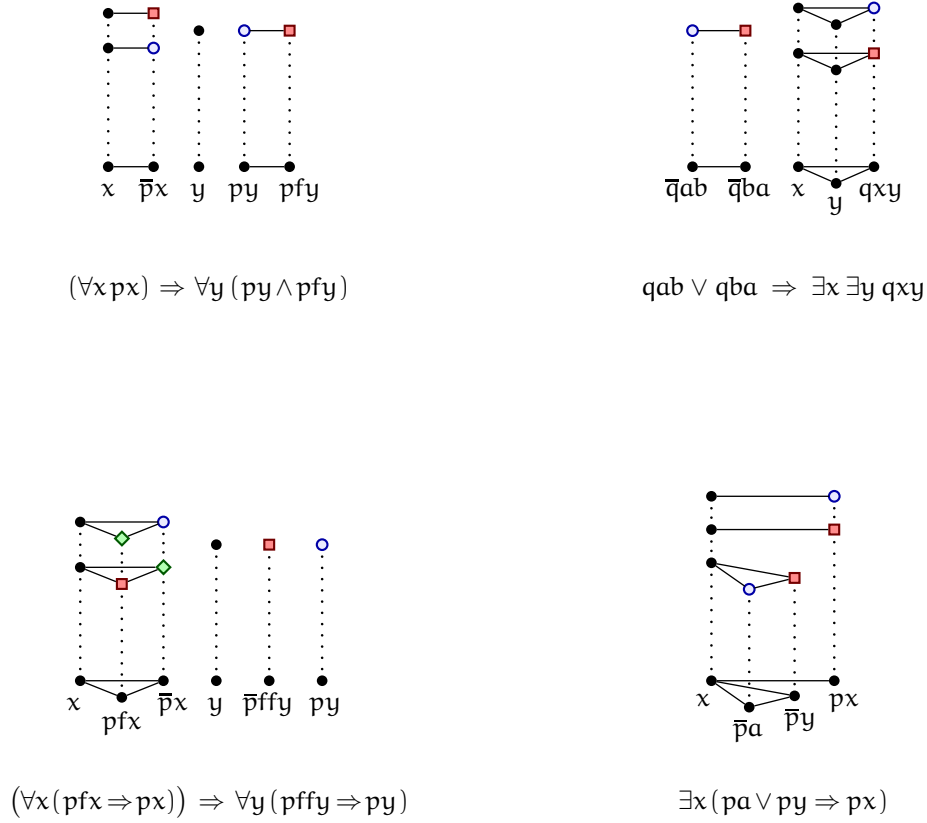 x p̅x y py pfy
q̅ab q̅ba x y qxy
(∀x px) ⇒ ∀y (py ∧ pfy)
qab ∨ qba ⇒ ∃x ∃y qxy
x pfx p̅x y p̅ffy py
x p̅a p̅y px
(∀x(pfx ⇒ px)) ⇒ ∀y(pffy ⇒ py)
∃x(pa ∨ py ⇒ px)